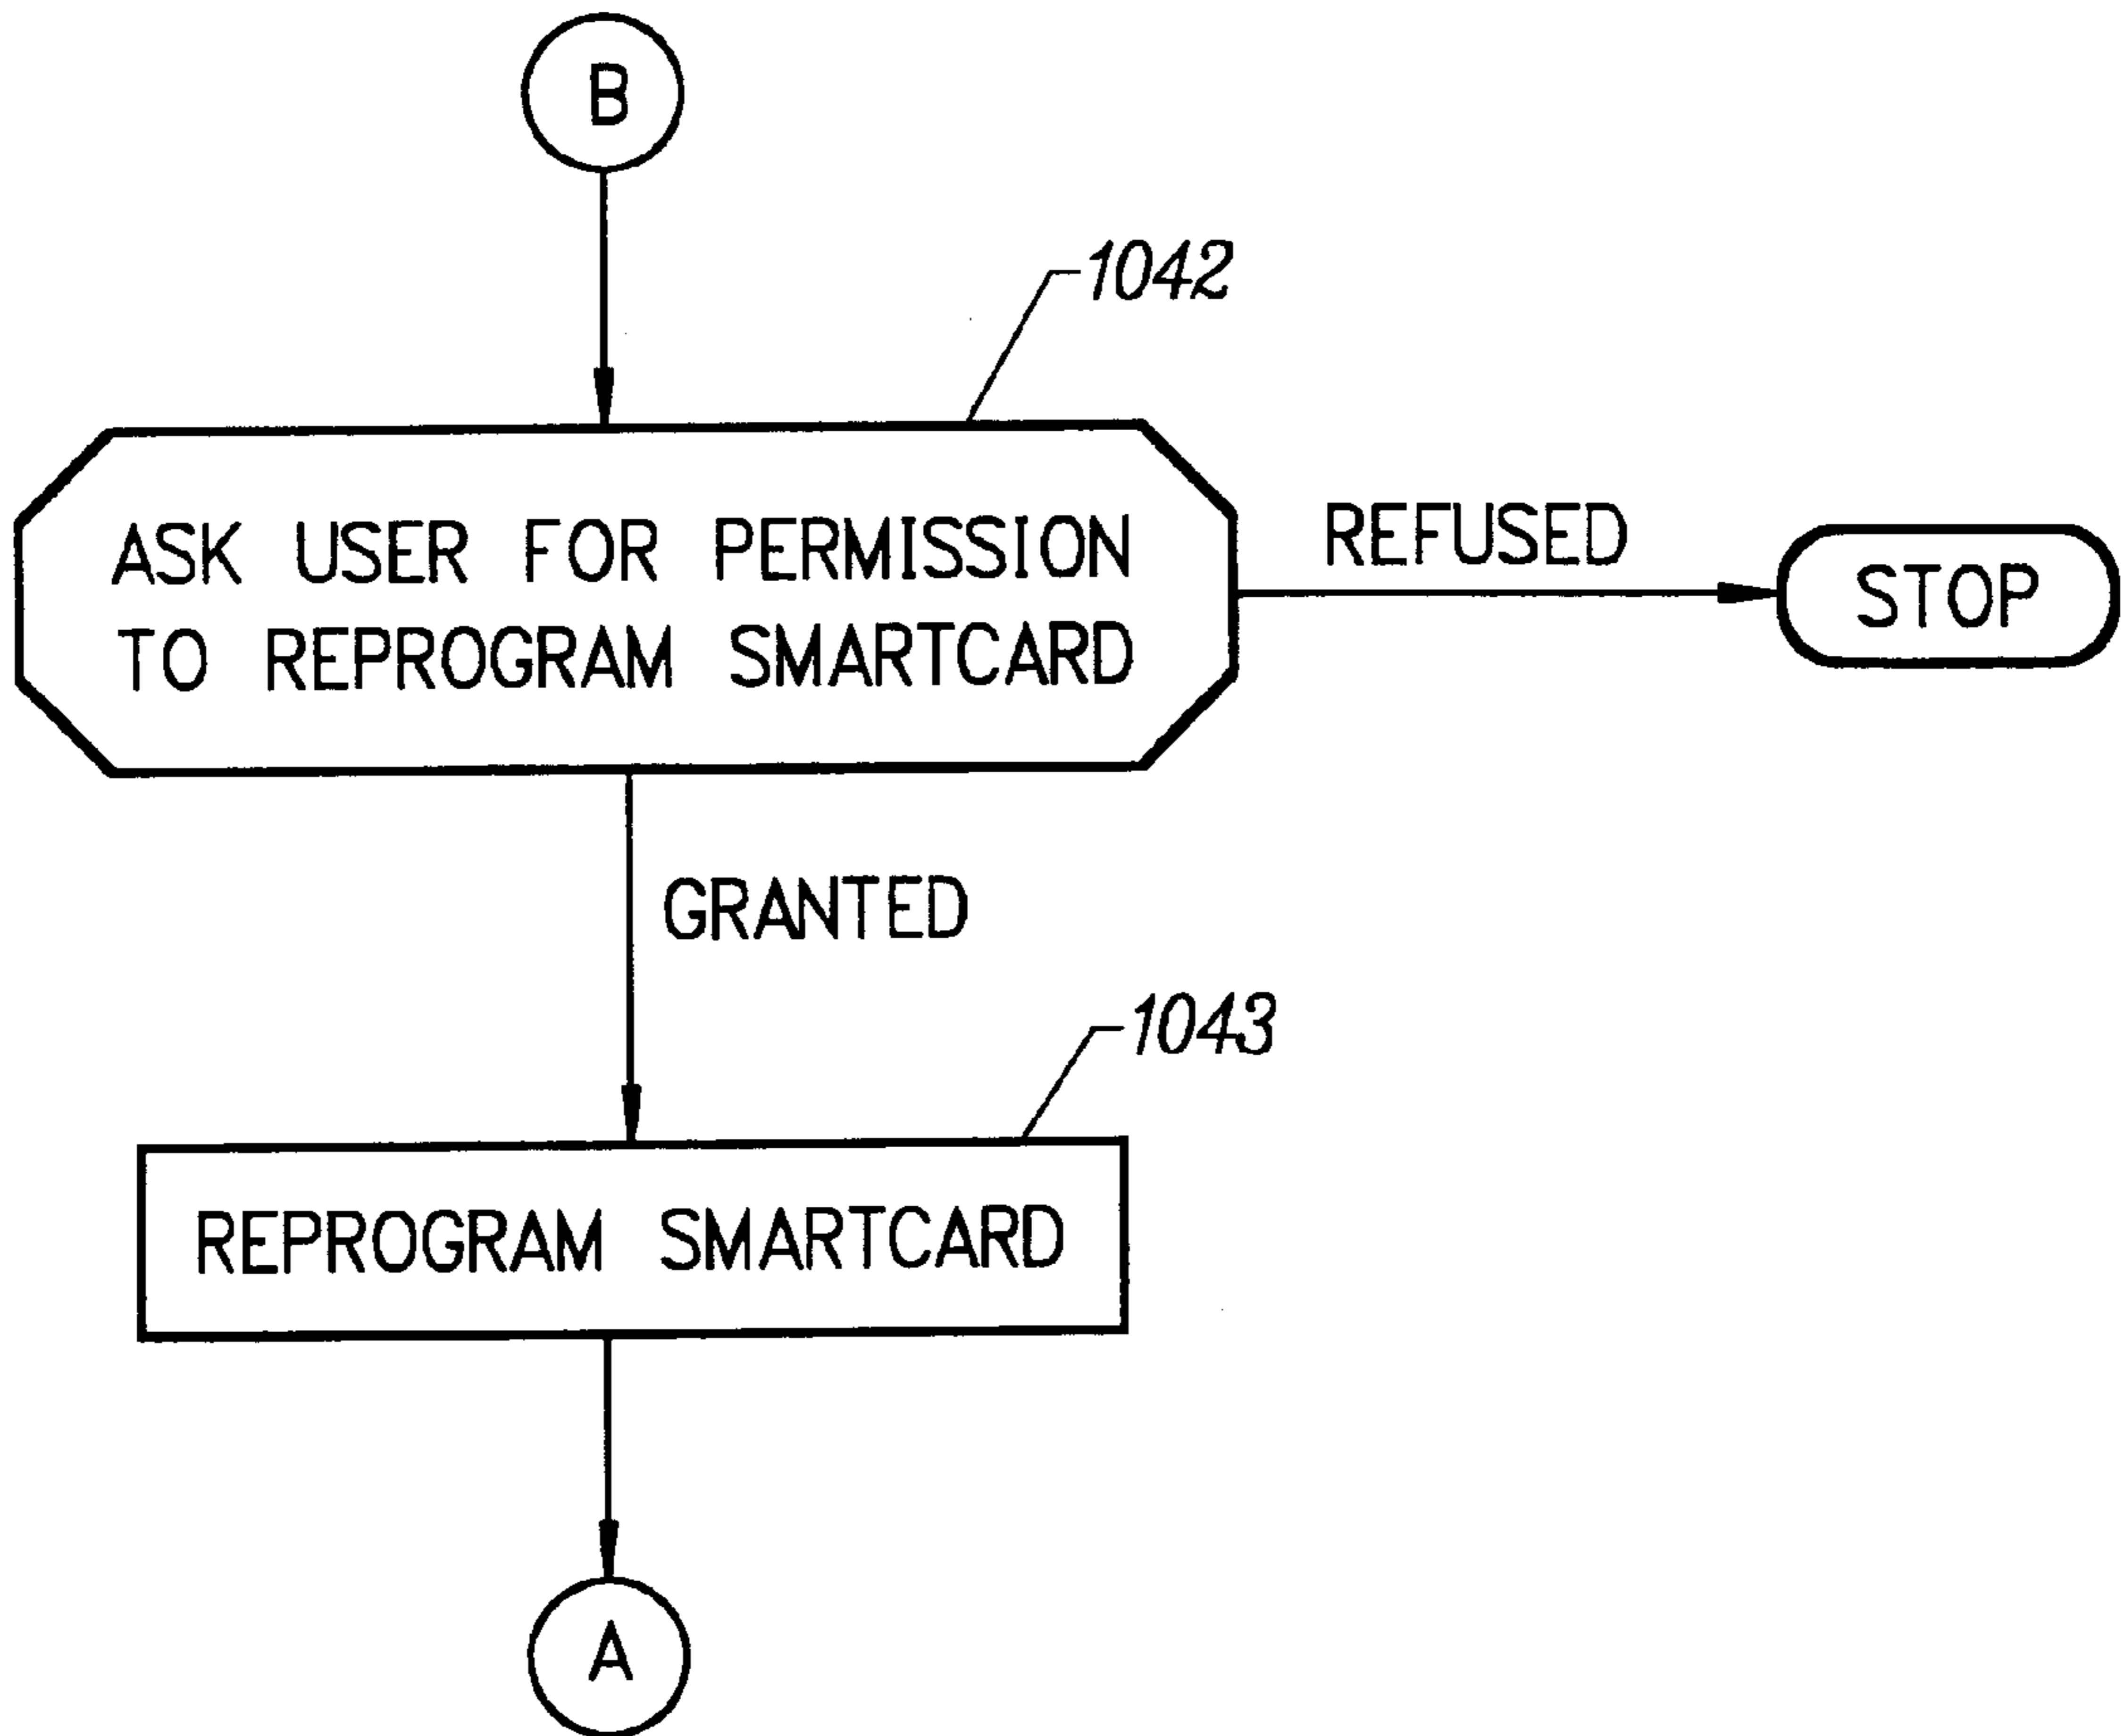 B
1042
ASK USER FOR PERMISSION
TO REPROGRAM SMARTCARD
REFUSED
STOP
GRANTED
1043
REPROGRAM SMARTCARD
A